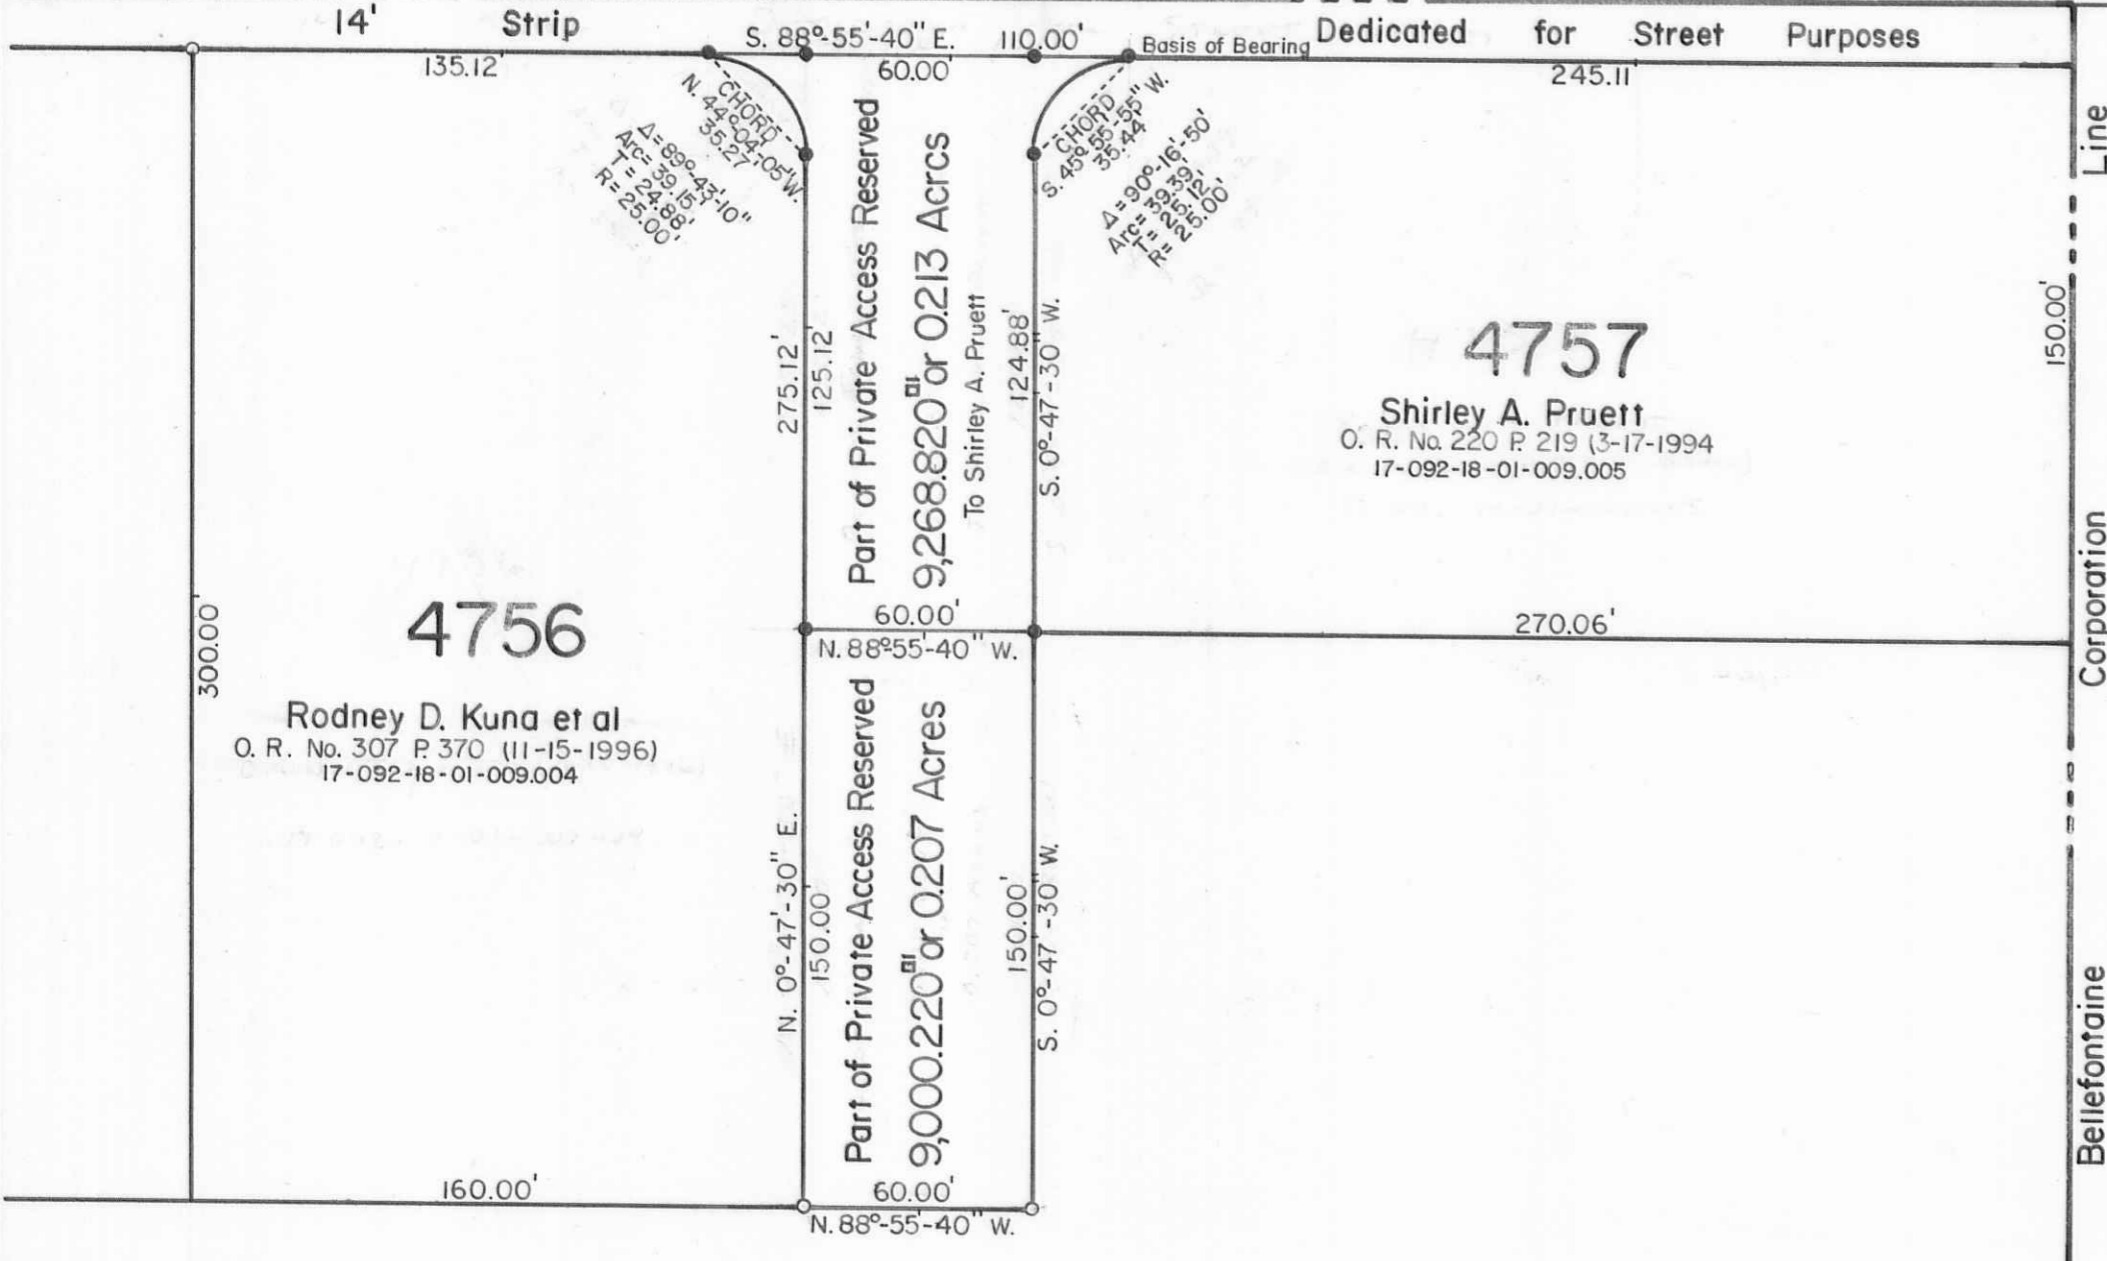 14' Strip Dedicated for Street Purposes
S. 88°-55'-40" E. 110.00' Basis of Bearing
135.12'
60.00'
245.11'
CHORD
N. 44°-04'-05" W.
35.27'
Δ= 89°-43'-10"
Arc= 39.15'
T = 24.88'
R= 25.00'
CHORD
S. 45°-55'-55" W.
35.44'
Δ= 90°-16'-50'
Arc= 39.39'
T= 25.12'
R= 25.00'
Part of Private Access Reserved
9,268.820 or 0.213 Acrcs
To Shirley A. Pruett
275.12'
125.12'
124.88'
S. 0°-47'-30" W.
4757
Shirley A. Pruett
O. R. No. 220 P. 219 (3-17-1994
17-092-18-01-009.005
150.00'
Line
Corporation
Bellefontaine
60.00'
N. 88°-55'-40" W.
270.06'
300.00'
4756
Rodney D. Kuna et al
O. R. No. 307 P. 370 (11-15-1996)
17-092-18-01-009.004
N. 0°-47'-30" E.
150.00'
Part of Private Access Reserved
9,000.220 or 0.207 Acres
150.00'
S. 0°-47'-30" W.
160.00'
60.00'
N. 88°-55'-40" W.